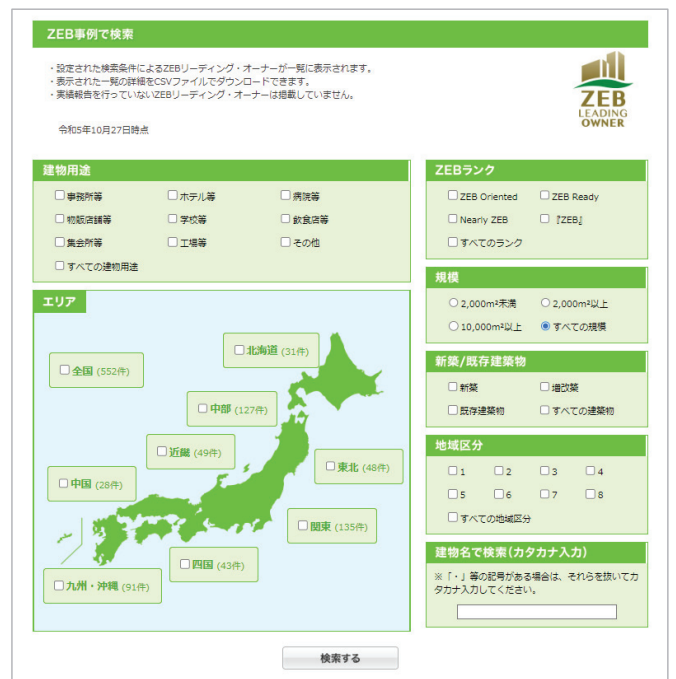 ZEB事例で検索
・設定された検索条件によるZEBリーディング・オーナーが一覧に表示されます。
・表示された一覧の詳細をCSVファイルでダウンロードできます。
・実績報告を行っていないZEBリーディング・オーナーは掲載していません。
令和5年10月27日時点
ZEB
LEADING
OWNER
建物用途
事務所等 ホテル等 病院等
物販店舗等 学校等 飲食店等
集会所等 工場等 その他
すべての建物用途
エリア
北海道 (31件)
全国 (552件)
中部 (127件)
近畿 (49件)
東北 (48件)
中国 (28件)
関東 (135件)
四国 (43件)
九州・沖縄 (91件)
ZEBランク
ZEB Oriented ZEB Ready
Nearly ZEB 『ZEB』
すべてのランク
規模
2,000m²未満 2,000m²以上
10,000m²以上 すべての規模
新築/既存建築物
新築 増改築
既存建築物 すべての建築物
地域区分
1 2 3 4
5 6 7 8
すべての地域区分
建物名で検索(カタカナ入力)
※「・」等の記号がある場合は、それらを抜いてカ
タカナ入力してください。
検索する